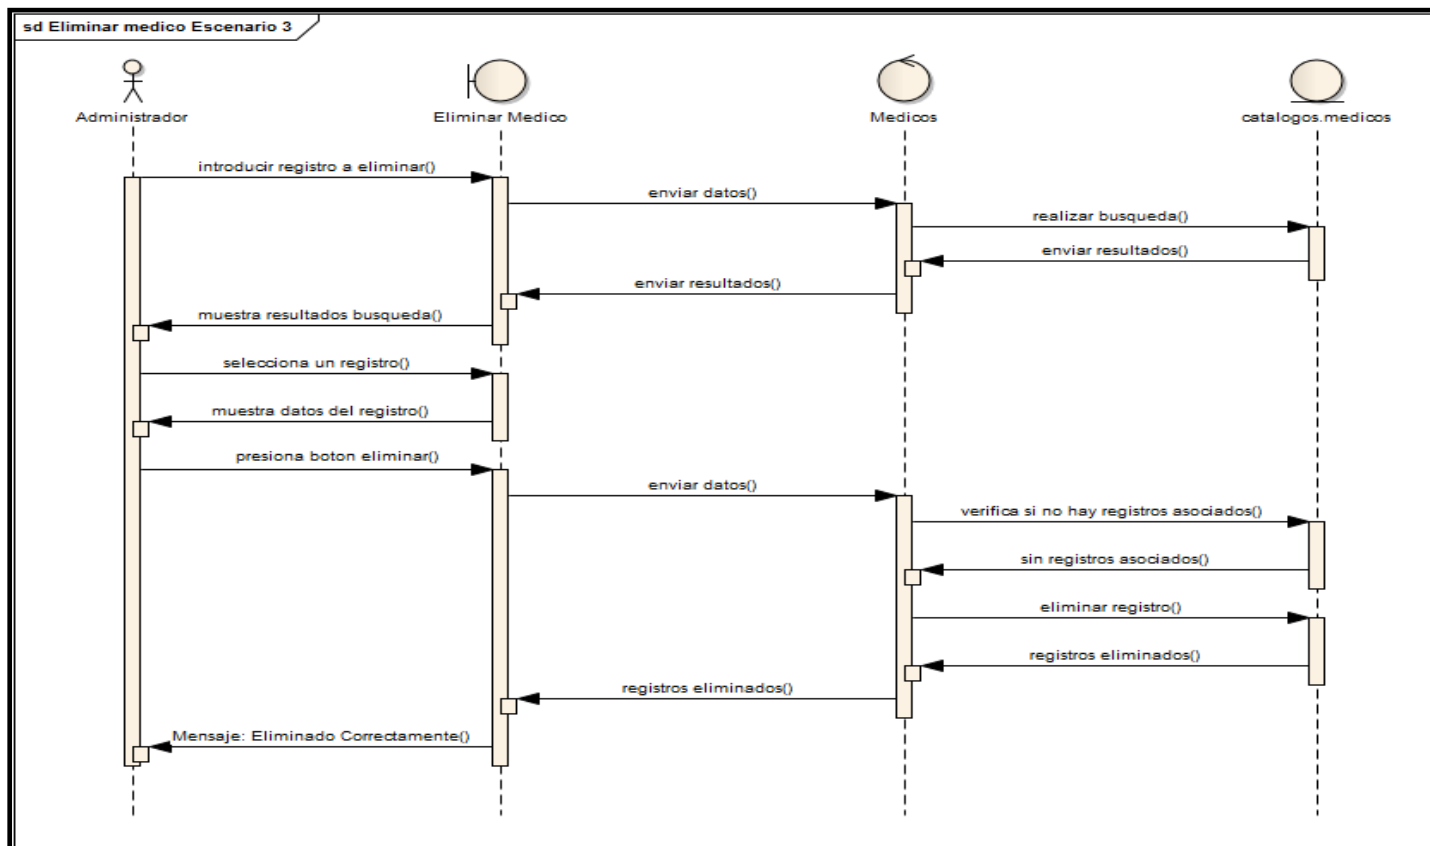 sd Eliminar medico Escenario 3
Administrador
Eliminar Medico
Medicos
catalogos.medicos
introducir registro a eliminar()
enviar datos()
realizar busqueda()
enviar resultados()
enviar resultados()
muestra resultados busqueda()
selecciona un registro()
muestra datos del registro()
presiona boton eliminar()
enviar datos()
verifica si no hay registros asociados()
sin registros asociados()
eliminar registro()
registros eliminados()
registros eliminados()
Mensaje: Eliminado Correctamente()